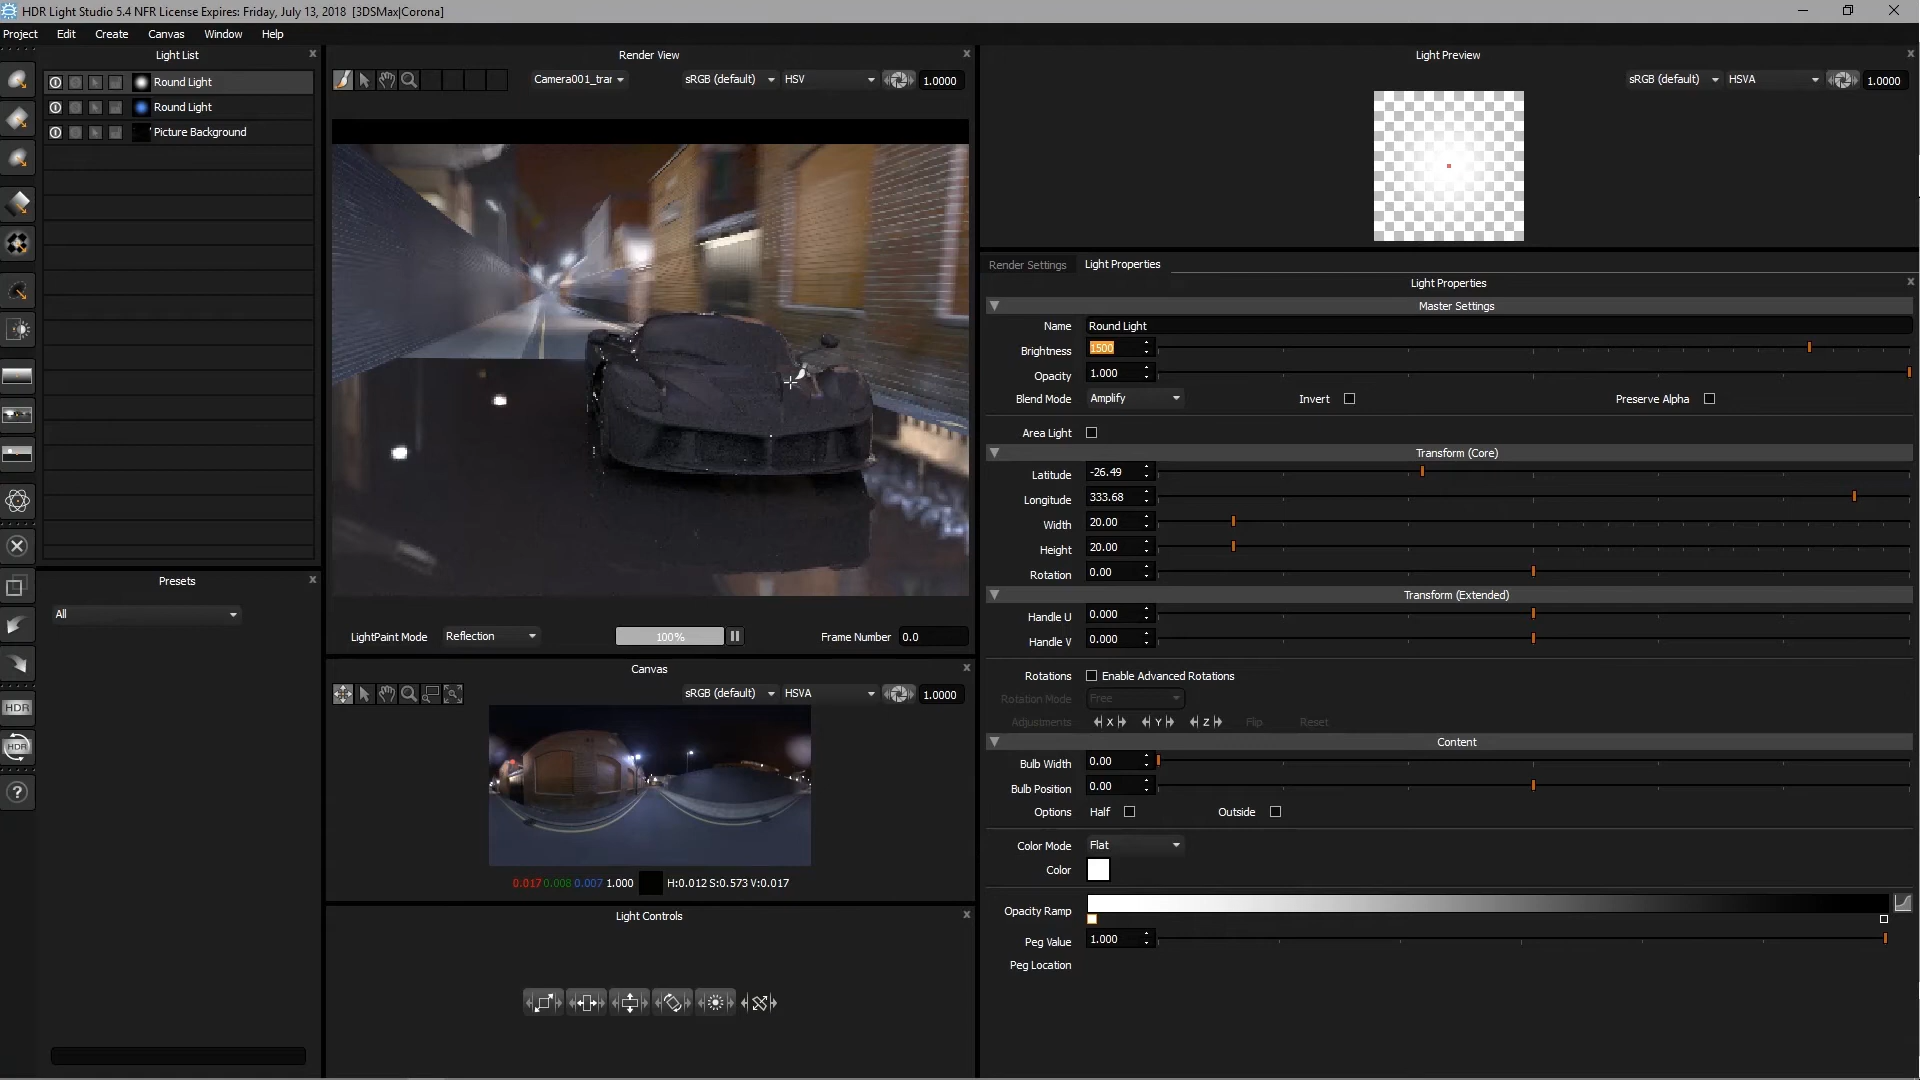 HDR Light Studio 5.4 NFR License Expires: Friday, July 13, 2018 [3DSMax|Corona]
Project Edit Create Canvas Window Help
Light List
Round Light
Round Light
Picture Background
Presets
All
HDR
HDR
Render View
Camera001_trar sRGB (default) HSV 1.0000
LightPaint Mode Reflection 100% Frame Number 0.0
Canvas
sRGB (default) HSVA 1.0000
0.017 0.008 0.007 1.000 H:0.012 S:0.573 V:0.017
Light Controls
Light Preview
sRGB (default) HSVA 1.0000
Render Settings Light Properties
Light Properties
Master Settings
Name Round Light
Brightness 1500
Opacity 1.000
Blend Mode Amplify Invert Preserve Alpha
Area Light
Transform (Core)
Latitude -26.49
Longitude 333.68
Width 20.00
Height 20.00
Rotation 0.00
Transform (Extended)
Handle U 0.000
Handle V 0.000
Rotations Enable Advanced Rotations
Rotation Mode Free
Adjustments X Y Z Flip Reset
Content
Bulb Width 0.00
Bulb Position 0.00
Options Half Outside
Color Mode Flat
Color
Opacity Ramp
Peg Value 1.000
Peg Location